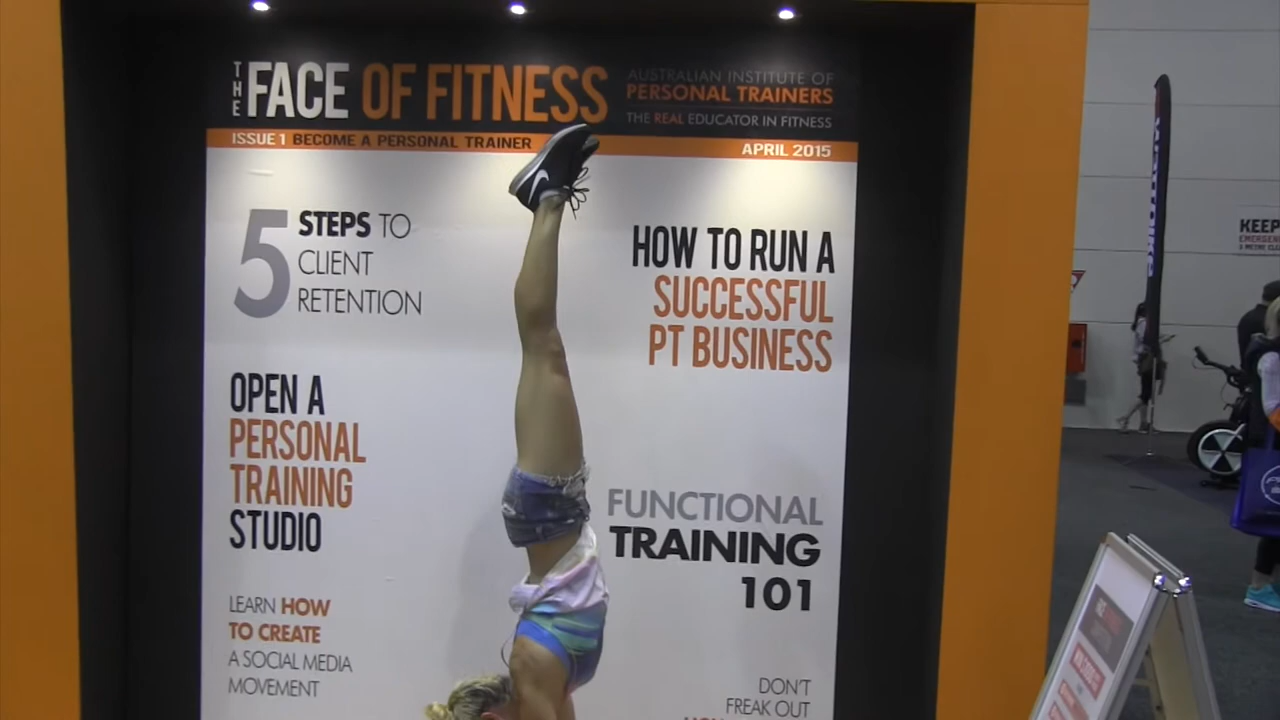 THE FACE OF FITNESS
AUSTRALIAN INSTITUTE OF
PERSONAL TRAINERS
THE REAL EDUCATOR IN FITNESS
ISSUE 1 BECOME A PERSONAL TRAINER
APRIL 2015
5 STEPS TO
CLIENT
RETENTION
HOW TO RUN A
SUCCESSFUL
PT BUSINESS
OPEN A
PERSONAL
TRAINING
STUDIO
FUNCTIONAL
TRAINING
101
LEARN HOW
TO CREATE
A SOCIAL MEDIA
MOVEMENT
DON'T
FREAK OUT
KEEP